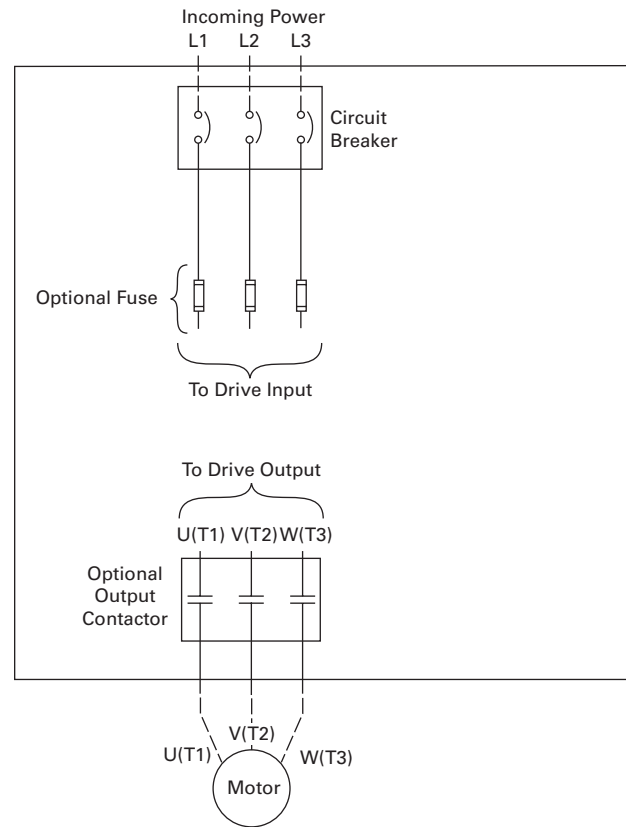 Incoming Power
L1 L2 L3
Circuit
Breaker
Optional Fuse
To Drive Input
To Drive Output
U(T1) V(T2) W(T3)
Optional
Output
Contactor
V(T2)
U(T1) W(T3)
Motor